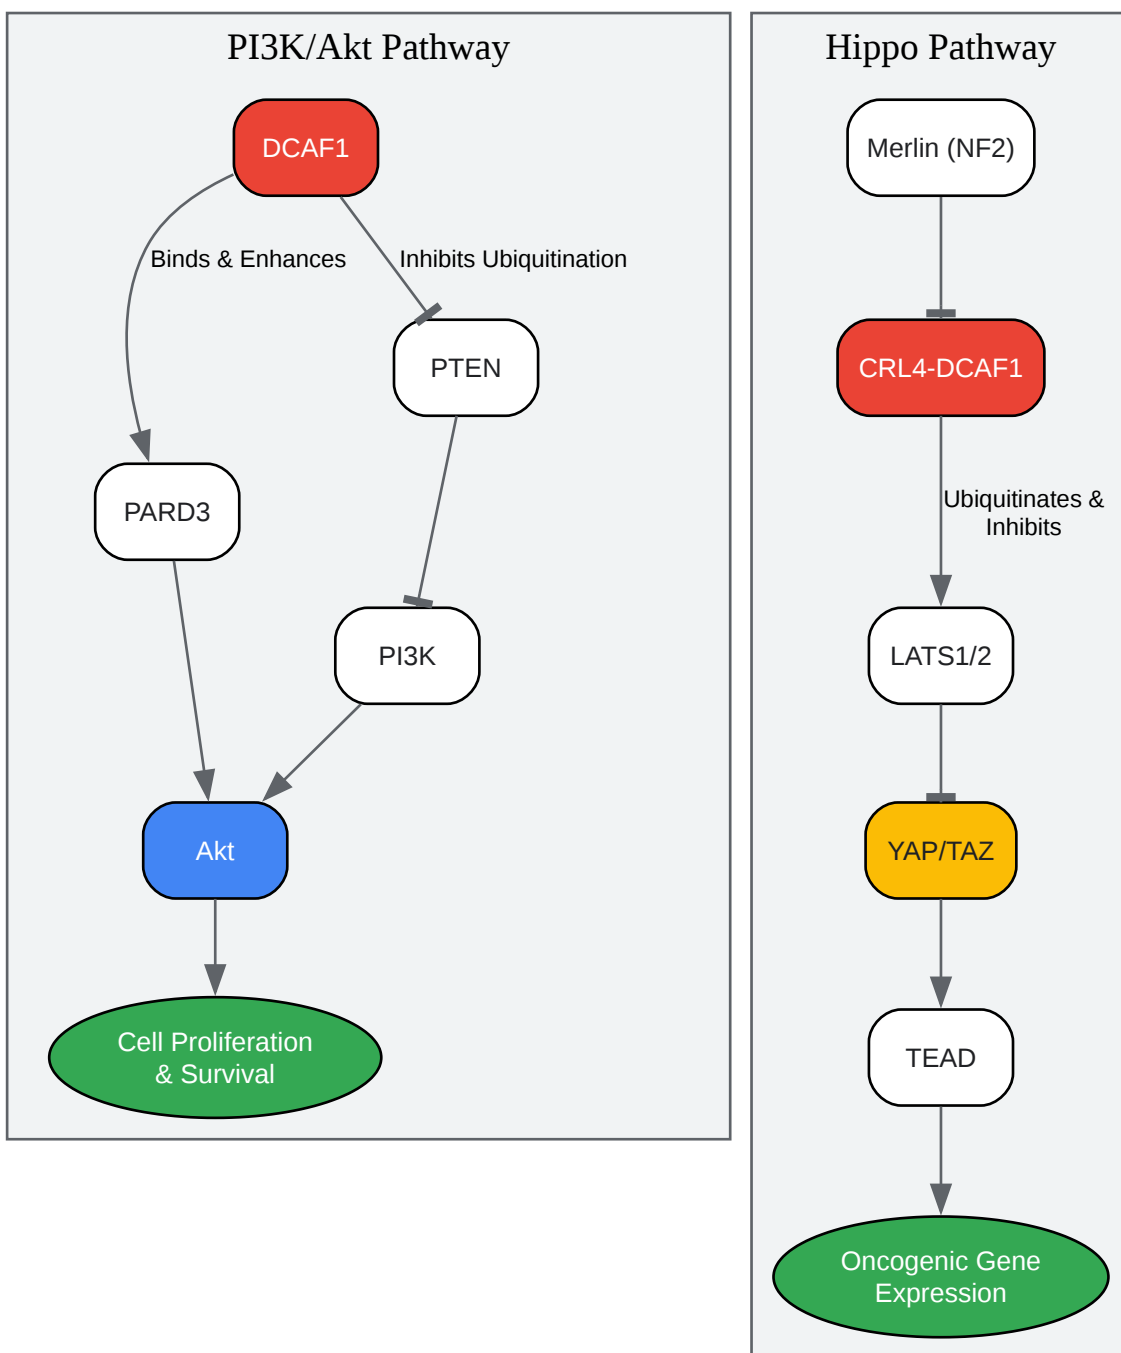 PI3K/Akt Pathway
DCAF1
Binds & Enhances
Inhibits Ubiquitination
PTEN
PARD3
PI3K
Akt
Cell Proliferation
& Survival
Hippo Pathway
Merlin (NF2)
CRL4-DCAF1
Ubiquitinates &
Inhibits
LATS1/2
YAP/TAZ
TEAD
Oncogenic Gene
Expression